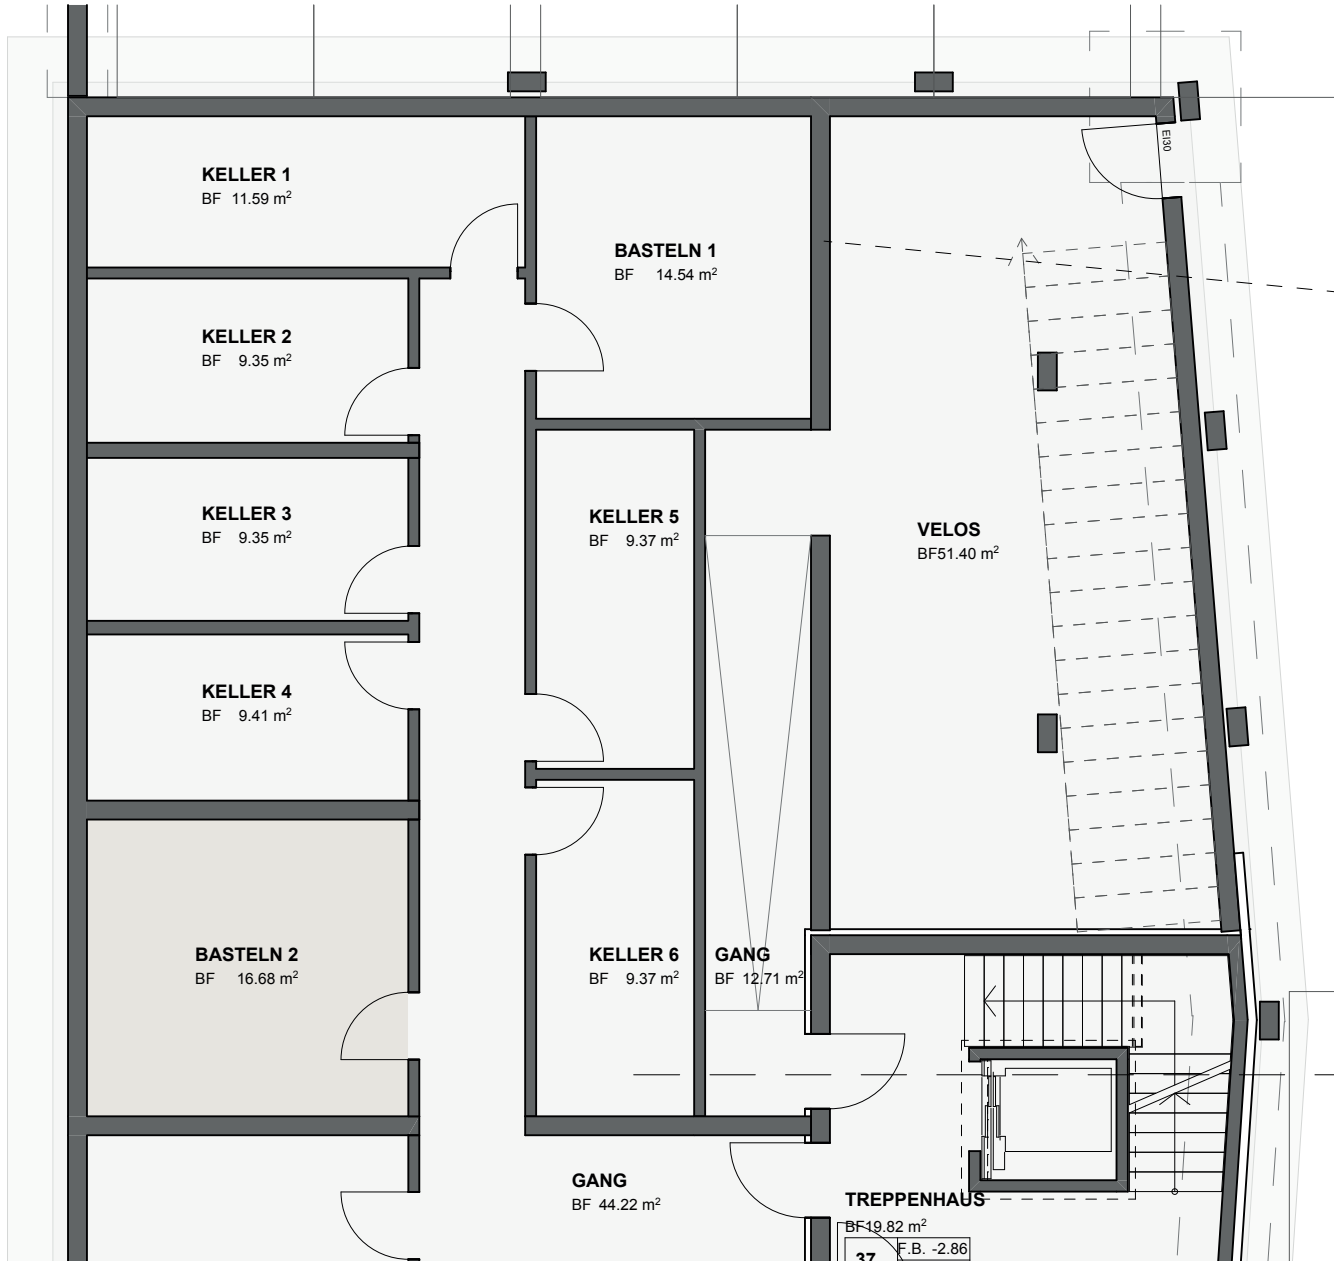 EI30
KELLER 1
BF 11.59 m²
BASTELN 1
BF 14.54 m²
KELLER 2
BF 9.35 m²
KELLER 3
BF 9.35 m²
KELLER 5
BF 9.37 m²
VELOS
BF51.40 m²
KELLER 4
BF 9.41 m²
BASTELN 2
BF 16.68 m²
KELLER 6
BF 9.37 m²
GANG
BF 12.71 m²
GANG
BF 44.22 m²
TREPPENHAUS
BF19.82 m²
37
F.B. -2.86